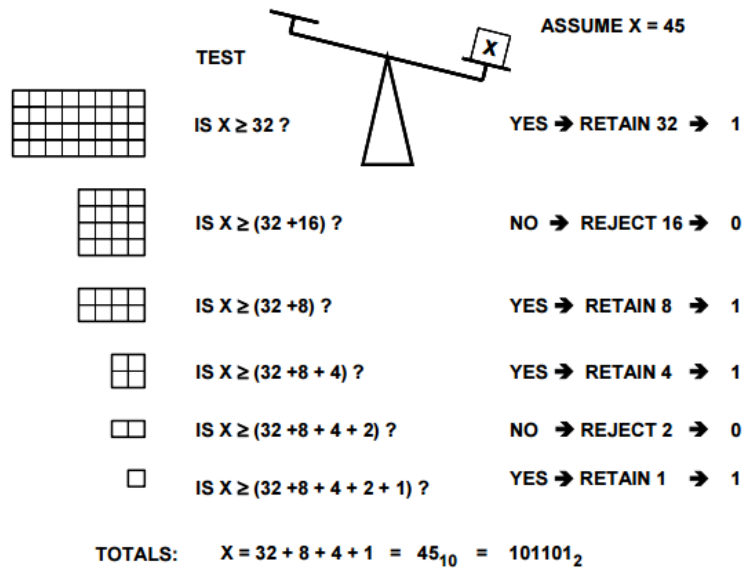 ASSUME X = 45
X
TEST
IS X ≥ 32 ? YES ➔ RETAIN 32 ➔ 1
IS X ≥ (32 +16) ? NO ➔ REJECT 16 ➔ 0
IS X ≥ (32 +8) ? YES ➔ RETAIN 8 ➔ 1
IS X ≥ (32 +8 + 4) ? YES ➔ RETAIN 4 ➔ 1
IS X ≥ (32 +8 + 4 + 2) ? NO ➔ REJECT 2 ➔ 0
IS X ≥ (32 +8 + 4 + 2 + 1) ? YES ➔ RETAIN 1 ➔ 1
TOTALS: X = 32 + 8 + 4 + 1 = 45₁₀ = 101101₂